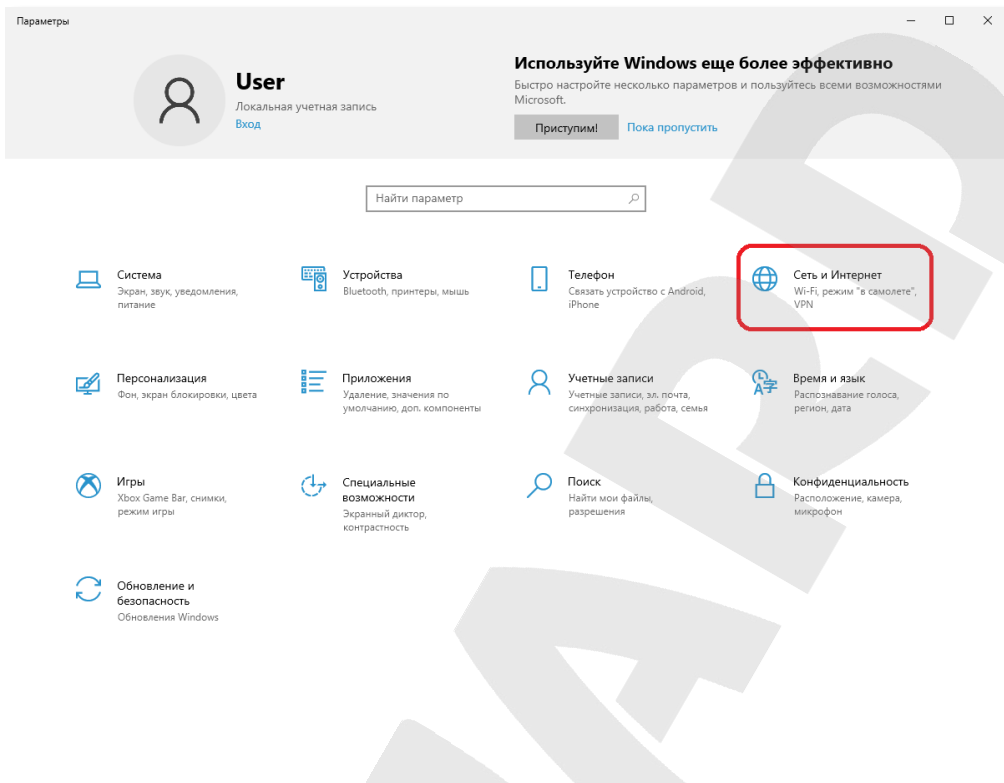 Параметры
User
Локальная учетная запись
Вход
Используйте Windows еще более эффективно
Быстро настройте несколько параметров и пользуйтесь всеми возможностями
Microsoft.
Приступим!
Пока пропустить
Найти параметр
Система
Экран, звук, уведомления,
питание
Устройства
Bluetooth, принтеры, мышь
Телефон
Связать устройство с Android,
iPhone
Сеть и Интернет
Wi-Fi, режим "в самолете",
VPN
Персонализация
Фон, экран блокировки, цвета
Приложения
Удаление, значения по
умолчанию, доп. компоненты
Учетные записи
Учетные записи, эл. почта,
синхронизация, работа, семья
Время и язык
Распознавание голоса,
регион, дата
Игры
Xbox Game Bar, снимки,
режим игры
Специальные
возможности
Экранный диктор,
контрастность
Поиск
Найти мои файлы,
разрешения
Конфиденциальность
Расположение, камера,
микрофон
Обновление и
безопасность
Обновления Windows